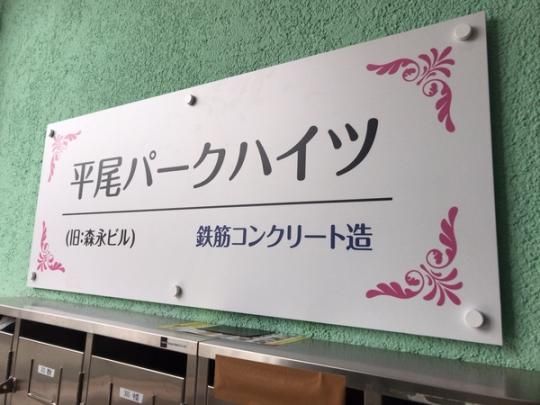 平尾パークハイツ
(旧:森永ビル)
鉄筋コンクリート造